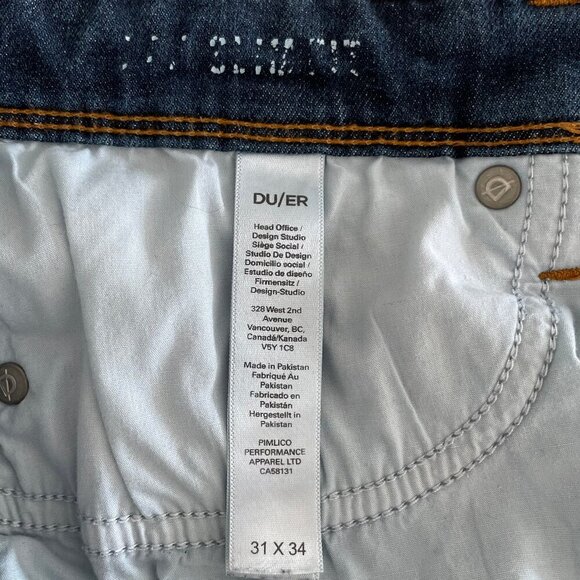 SLIM FIT
DU/ER
Head Office /
Design Studio
Siège Social /
Studio De Design
Domicilio social /
Estudio de diseño
Firmensitz /
Design-Studio
328 West 2nd
Avenue
Vancouver, BC,
Canadá/Kanada
V5Y 1C8
Made in Pakistan
Fabriqué Au
Pakistan
Fabricado en
Pakistán
Hergestellt in
Pakistan
PIMLICO
PERFORMANCE
APPAREL LTD
CA58131
31 X 34